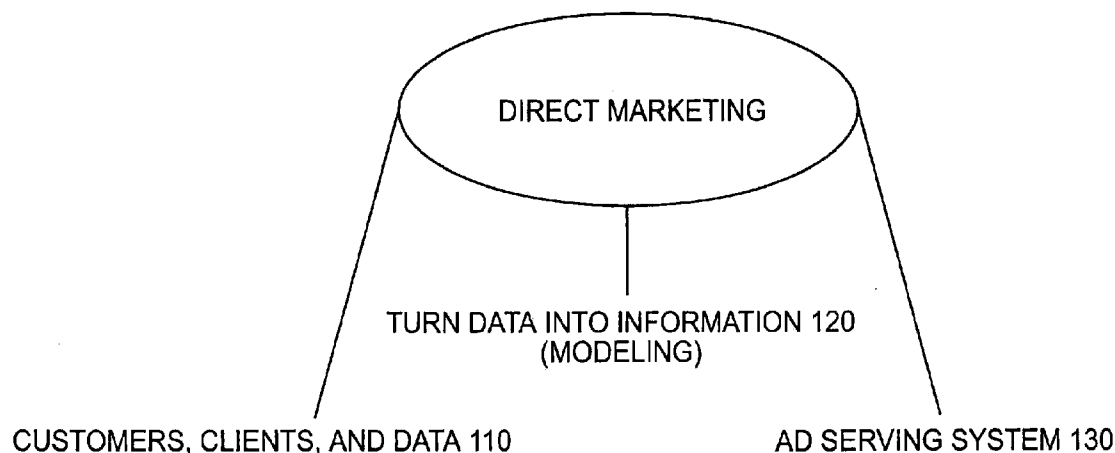 DIRECT MARKETING
TURN DATA INTO INFORMATION 120
(MODELING)
CUSTOMERS, CLIENTS, AND DATA 110
AD SERVING SYSTEM 130